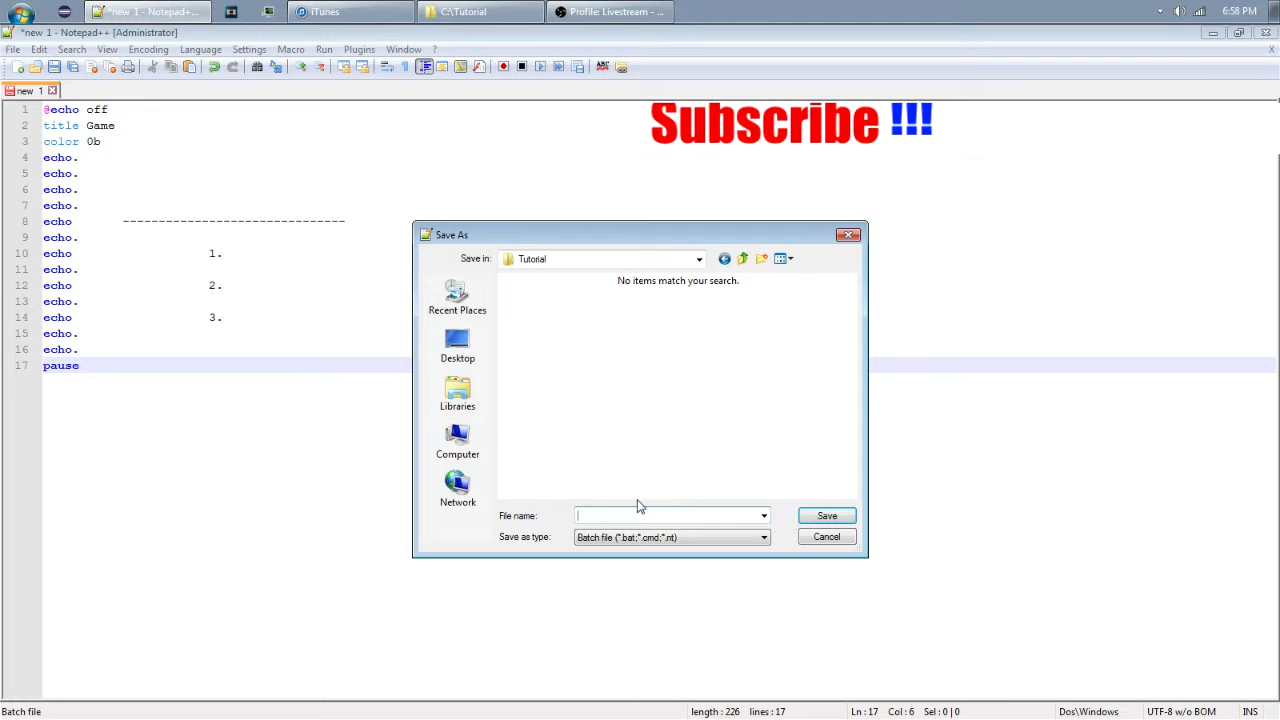 *new 1 - Notepad+...
iTunes
C:\Tutorial
Profile: Livestream - ...
6:58 PM
*new 1 - Notepad++ [Administrator]
File Edit Search View Encoding Language Settings Macro Run Plugins Window ?
X
new 1
Subscribe !!!
1 @echo off
2 title Game
3 color 0b
4 echo.
5 echo.
6 echo.
7 echo.
8 echo -------------------------------
9 echo.
10 echo 1.
11 echo.
12 echo 2.
13 echo.
14 echo 3.
15 echo.
16 echo.
17 pause
Save As
Save in: Tutorial
No items match your search.
Recent Places
Desktop
Libraries
Computer
Network
File name:
Save
Save as type: Batch file (*.bat;*.cmd;*.nt)
Cancel
Batch file length : 226 lines : 17 Ln : 17 Col : 6 Sel : 0 | 0 Dos\Windows UTF-8 w/o BOM INS